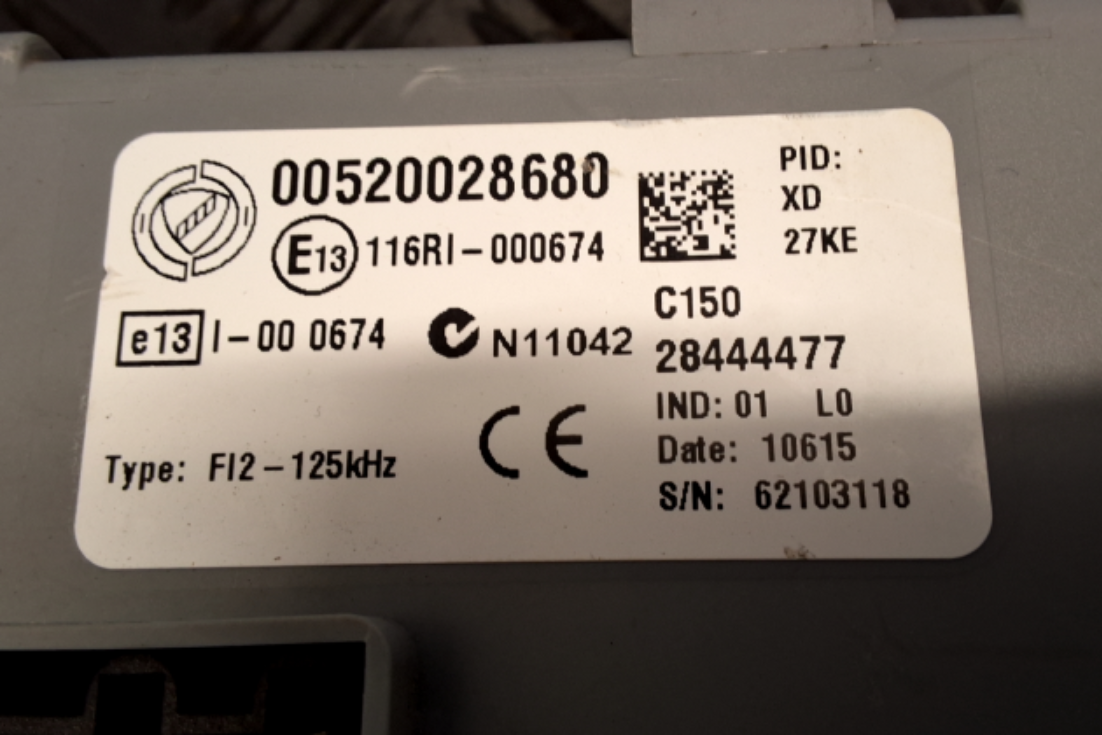 00520028680
E13 116RI-000674
e13 I-00 0674
N11042
Type: FI2-125kHz
CE
PID:
XD
27KE
C150
28444477
IND: 01 L0
Date: 10615
S/N: 62103118